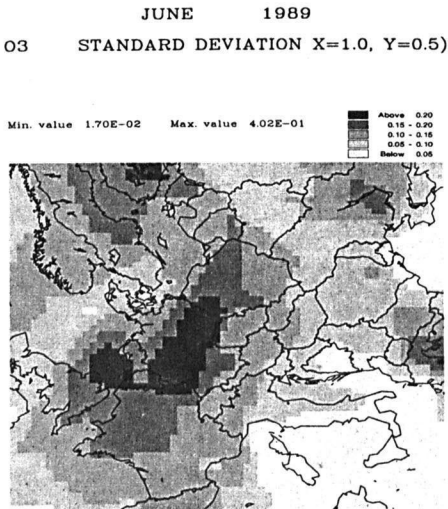 JUNE 1989
O3 STANDARD DEVIATION X=1.0, Y=0.5)
Min. value 1.70E-02 Max. value 4.02E-01
Above 0.20
0.15 - 0.20
0.10 - 0.15
0.05 - 0.10
Below 0.05